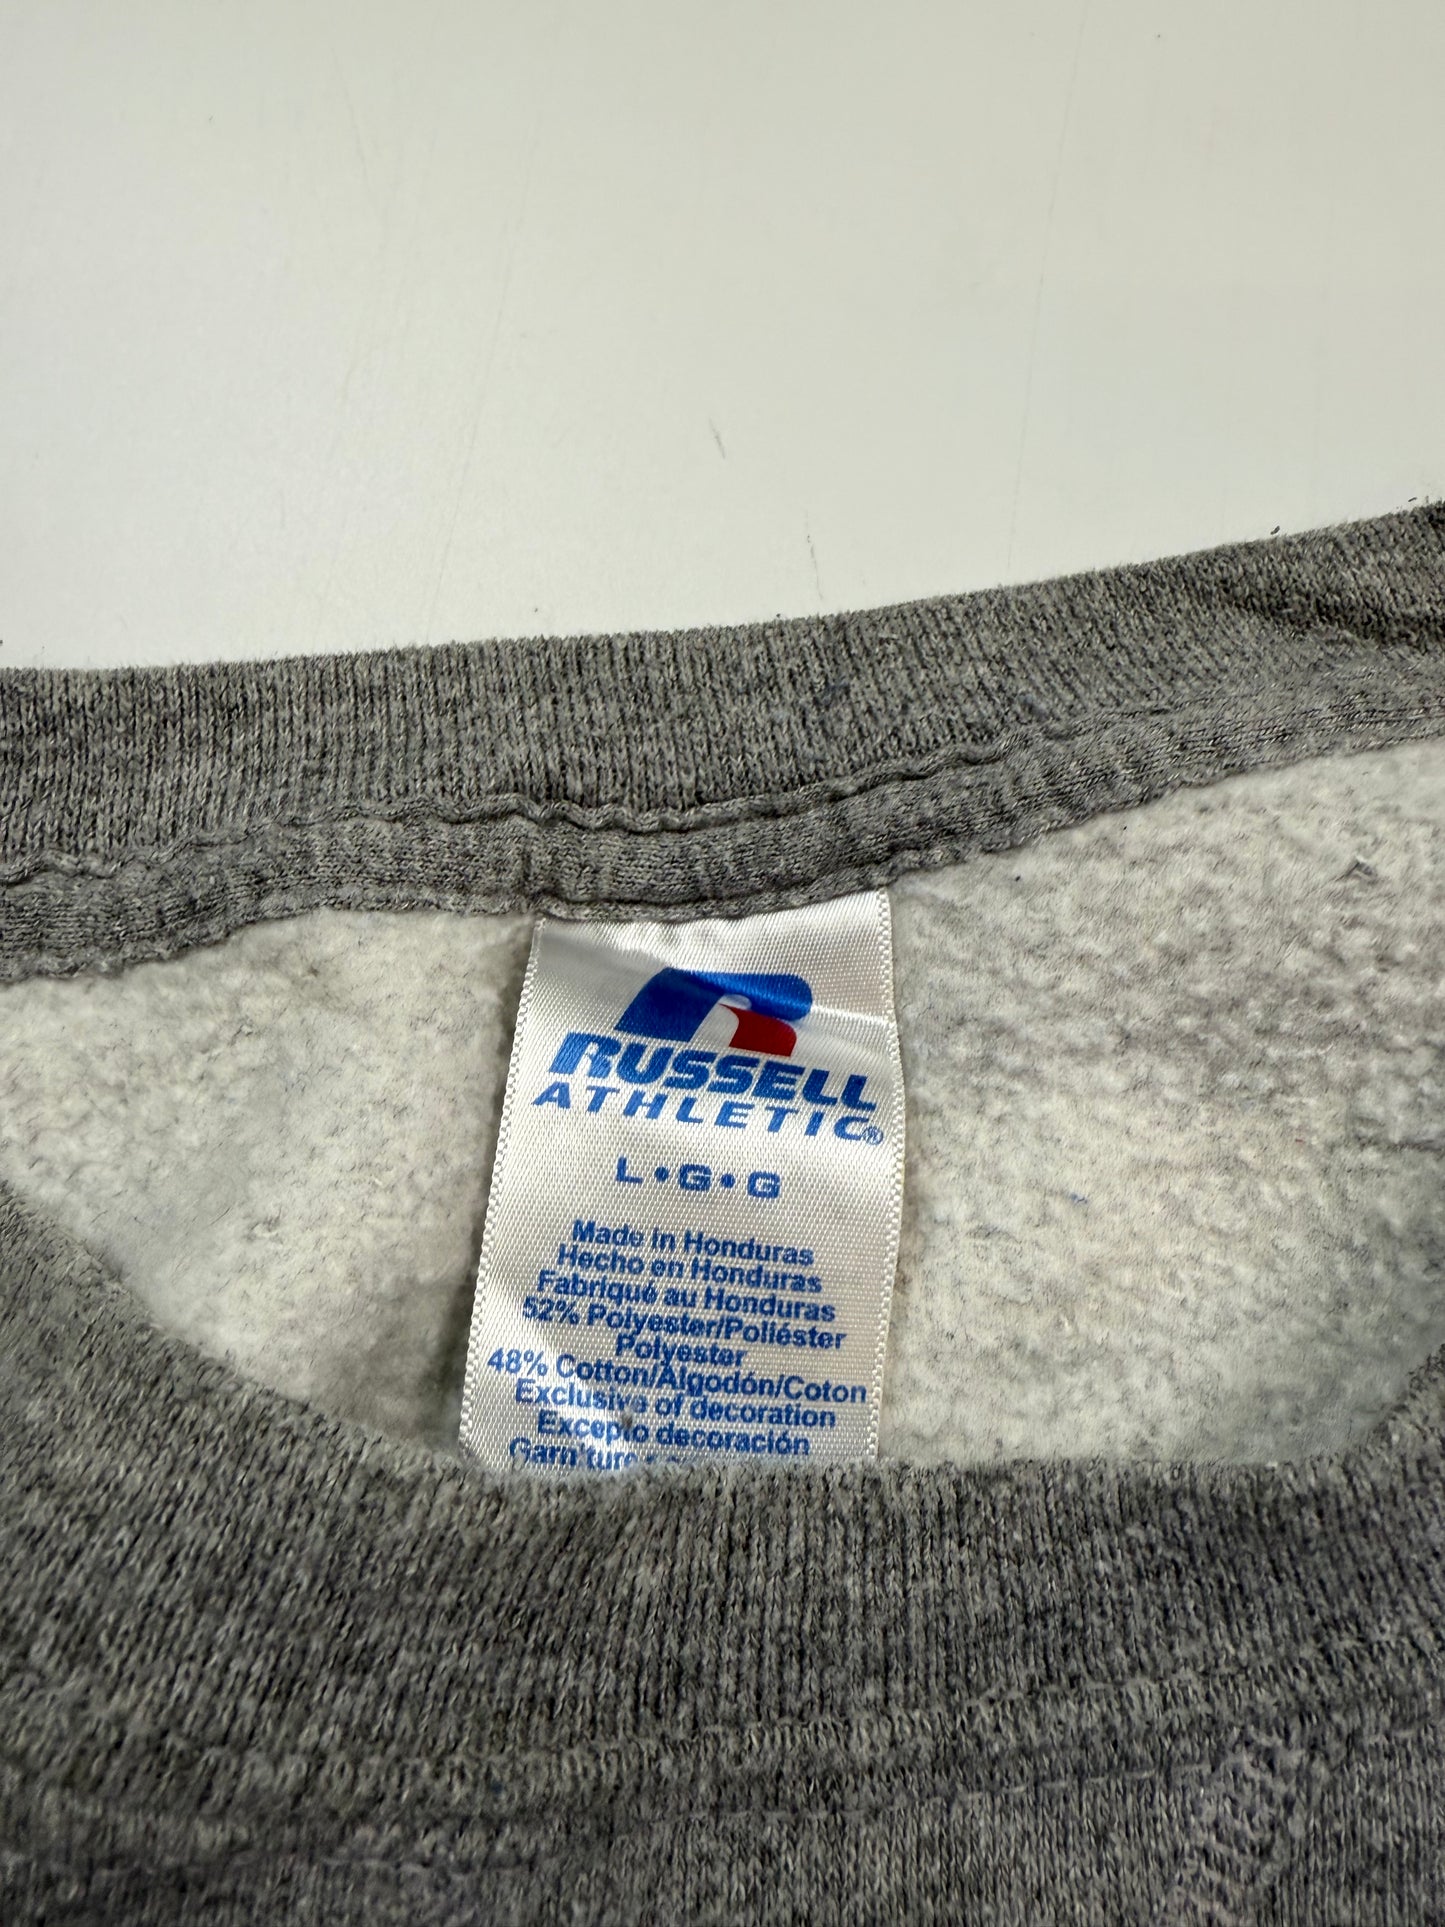 RUSSELL
ATHLETIC®
L•G•G
Made in Honduras
Hecho en Honduras
Fabriqué au Honduras
52% Polyester/Poliéster
Polyester
48% Cotton/Algodón/Coton
Exclusive of decoration
Excepto decoración